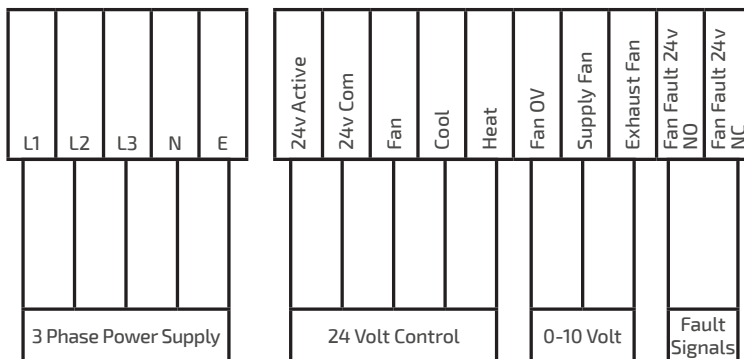 L1
L2
L3
N
E
24v Active
24v Com
Fan
Cool
Heat
Fan 0V
Supply Fan
Exhaust Fan
Fan Fault 24v
NO
Fan Fault 24v
NC
3 Phase Power Supply
24 Volt Control
0-10 Volt
Fault
Signals